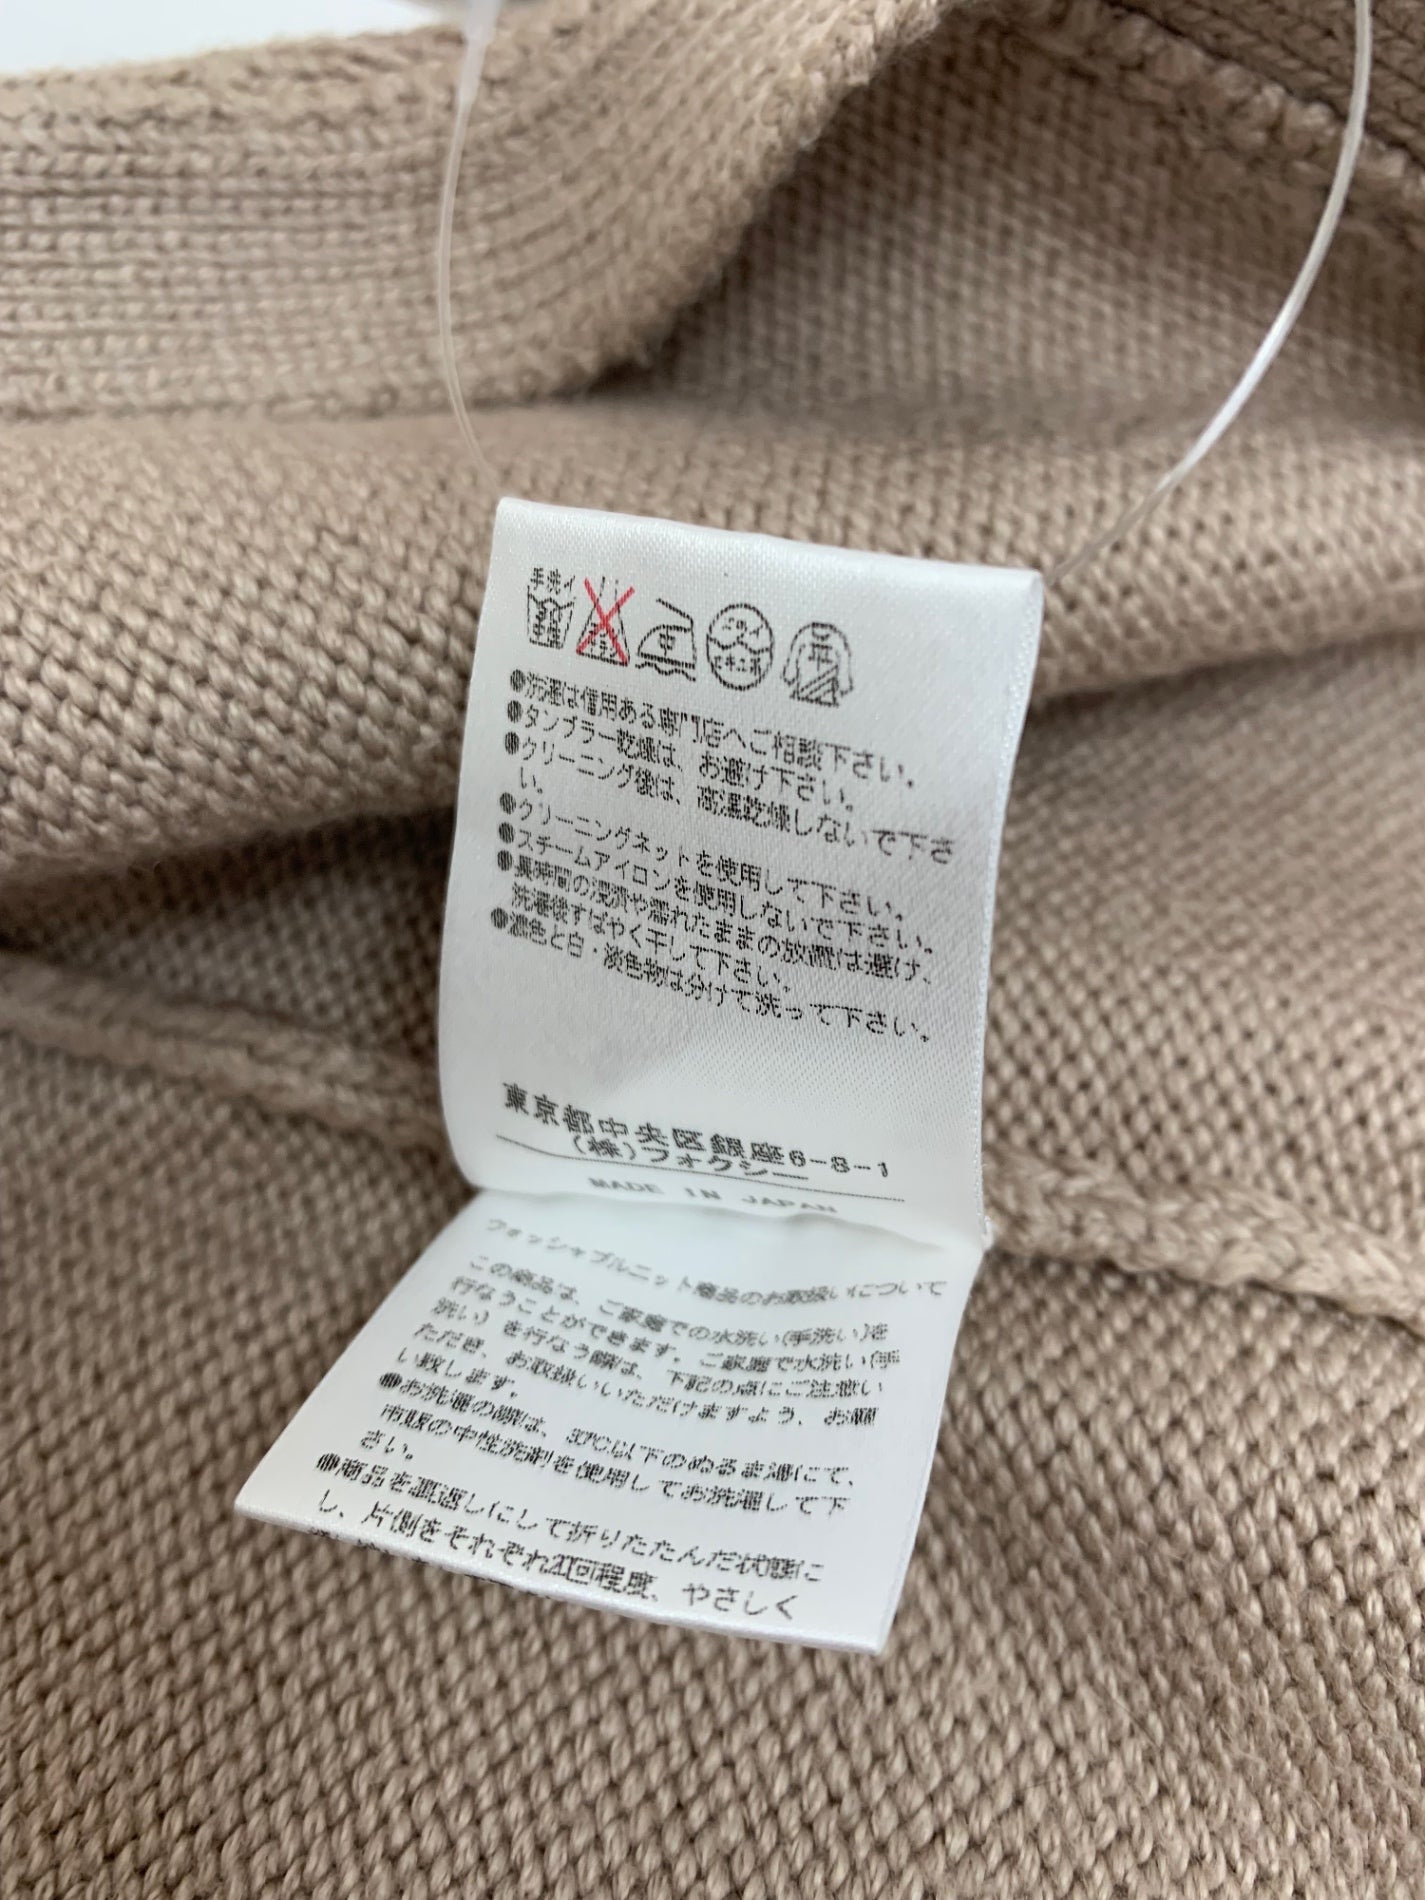 手洗イ
中
平
●洗濯は信用ある専門店へご相談下さい。
●タンブラー乾燥は、お避け下さい。
●クリーニング後は、高温乾燥しないで下さ
い。
●クリーニングネットを使用して下さい。
●スチームアイロンを使用しないで下さい。
●長時間の浸漬や濡れたままの放置は避け、
洗濯後すばやく干して下さい。
●濃色と白・淡色物は分けて洗って下さい。
東京都中央区銀座6-8-1
(株)フォクシー
MADE IN JAPAN
フォッシャブルニット商品のお取扱いについて
この商品は、ご家庭での水洗い(手洗い)を
行なうことができます。ご家庭で水洗い(手
洗い)を行なう際は、下記の点にご注意い
ただき、お取扱いいただけますよう、お願
い致します。
●お洗濯の際は、30℃以下のぬるま湯にて、
市販の中性洗剤を使用してお洗濯して下
さい。
●商品を裏返しにして折りたたんだ状態に
し、片側をそれぞれ20回程度、やさしく